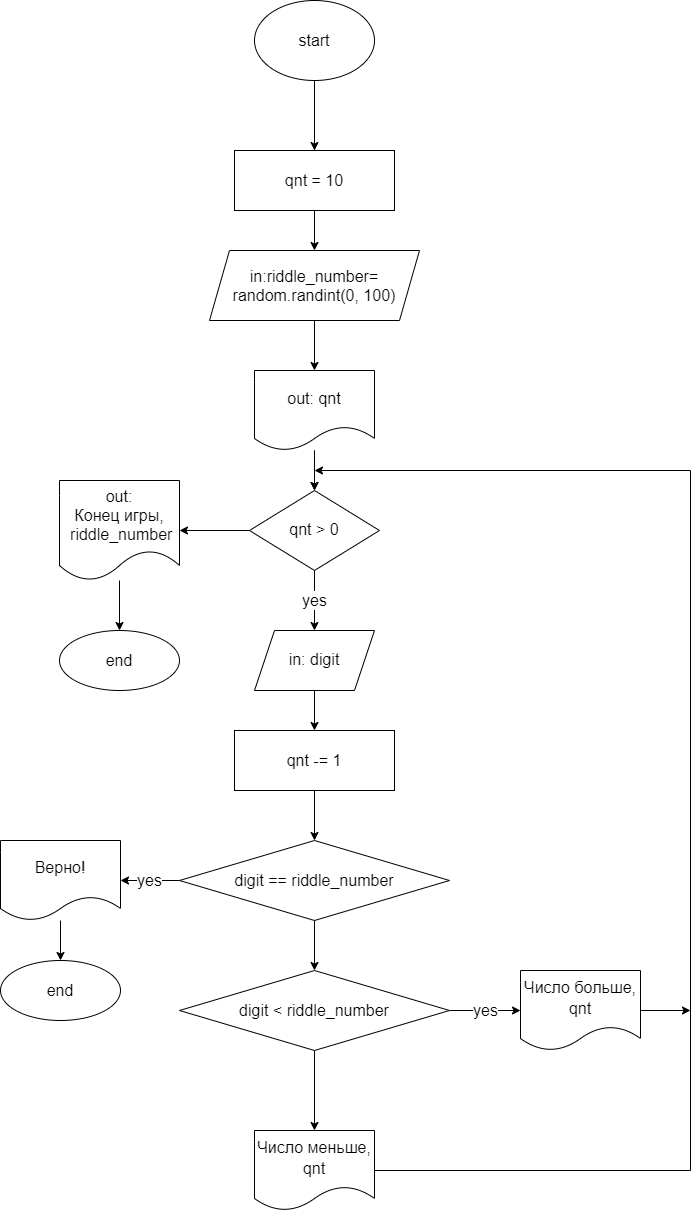 start
qnt = 10
in:riddle_number=
random.randint(0, 100)
out: qnt
qnt > 0
out:
Конец игры,
riddle_number
end
yes
in: digit
qnt -= 1
digit == riddle_number
yes
Верно!
end
digit < riddle_number
yes
Число больше,
qnt
Число меньше,
qnt